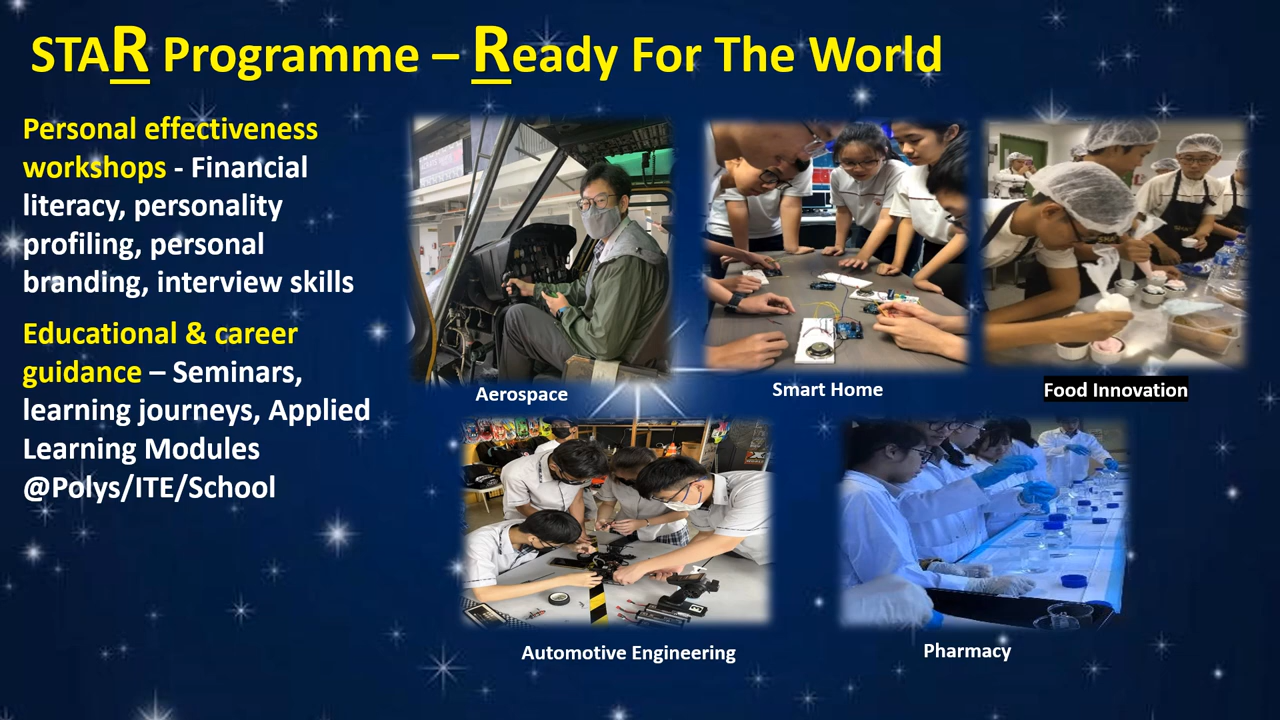 STAR Programme – Ready For The World
Personal effectiveness
workshops - Financial
literacy, personality
profiling, personal
branding, interview skills
Educational & career
guidance – Seminars,
learning journeys, Applied
Learning Modules
@Polys/ITE/School
Aerospace
Smart Home
Food Innovation
Automotive Engineering
Pharmacy